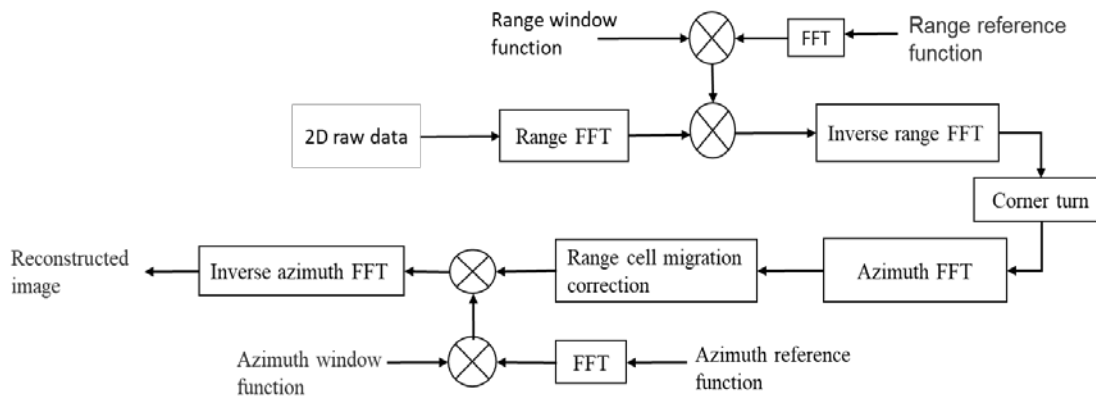 Range window
function
FFT
Range reference
function
2D raw data
Range FFT
Inverse range FFT
Corner turn
Reconstructed
image
Inverse azimuth FFT
Range cell migration
correction
Azimuth FFT
Azimuth window
function
FFT
Azimuth reference
function